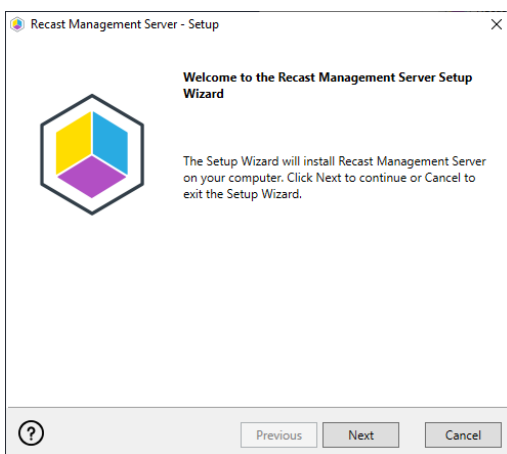 Recast Management Server - Setup
Welcome to the Recast Management Server Setup
Wizard
The Setup Wizard will install Recast Management Server
on your computer. Click Next to continue or Cancel to
exit the Setup Wizard.
?
Previous
Next
Cancel